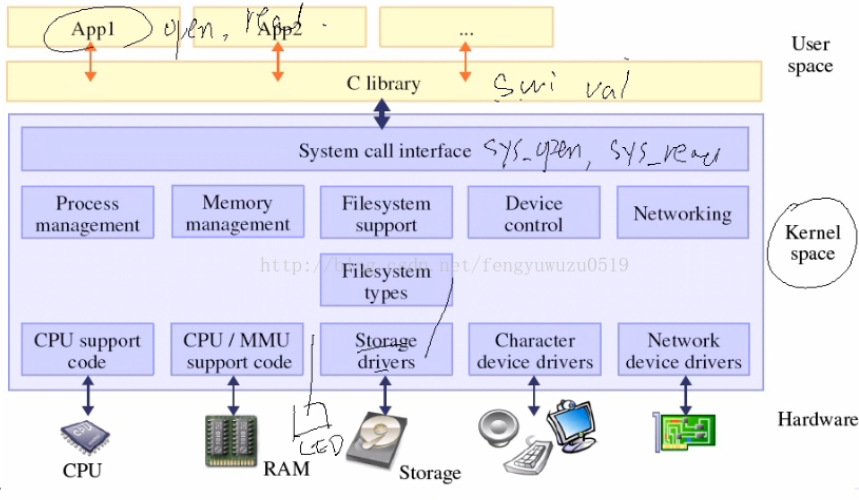 App1 open, read. App2 ...
User space
C library swi val
System call interface sys_open, sys_read
Process management
Memory management
Filesystem support
Device control
Networking
Kernel space
http://blog.csdn.net/fengyuwuzu0519
Filesystem types
CPU support code
CPU / MMU support code
Storage drivers
Character device drivers
Network device drivers
LED
Hardware
CPU
RAM
Storage